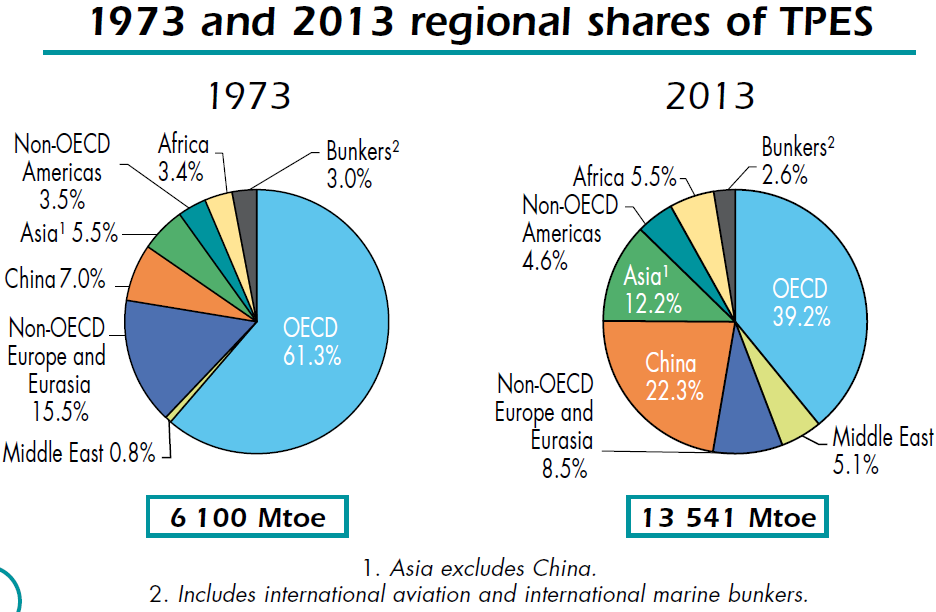 1973 and 2013 regional shares of TPES
1973
Non-OECD
Americas
3.5%
Africa
3.4%
Bunkers²
3.0%
Asia¹ 5.5%
China 7.0%
Non-OECD
Europe and
Eurasia
15.5%
Middle East 0.8%
OECD
61.3%
6 100 Mtoe
2013
Bunkers²
2.6%
Africa 5.5%
Non-OECD
Americas
4.6%
Asia¹
12.2%
OECD
39.2%
China
22.3%
Non-OECD
Europe and
Eurasia
8.5%
Middle East
5.1%
13 541 Mtoe
1. Asia excludes China.
2. Includes international aviation and international marine bunkers.